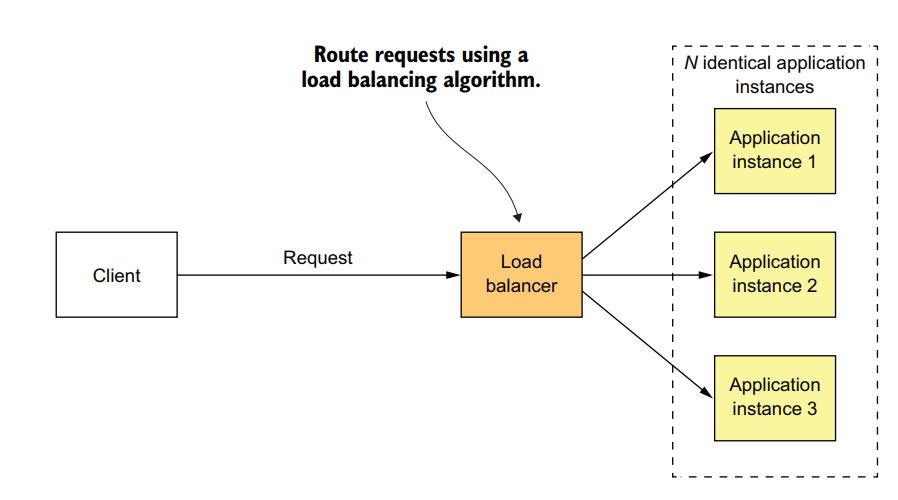 Route requests using a
load balancing algorithm.
N identical application
instances
Application
instance 1
Client
Request
Load
balancer
Application
instance 2
Application
instance 3